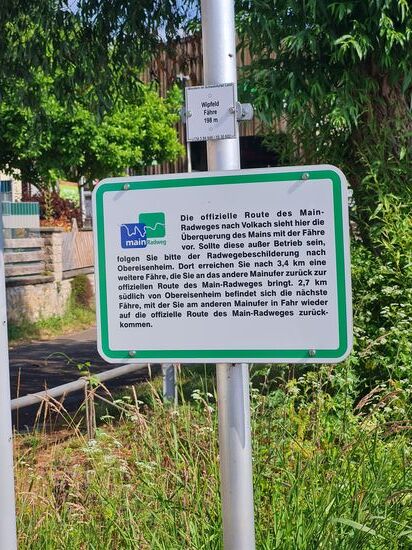 Wipfeld
Fähre
198 m
mainRadweg
Die offizielle Route des Main-
Radweges nach Volkach sieht hier die
Überquerung des Mains mit der Fähre
vor. Sollte diese außer Betrieb sein,
folgen Sie bitte der Radwegebeschilderung nach
Obereisenheim. Dort erreichen Sie nach 3,4 km eine
weitere Fähre, die Sie an das andere Mainufer zurück zur
offiziellen Route des Main-Radweges bringt. 2,7 km
südlich von Obereisenheim befindet sich die nächste
Fähre, mit der Sie am anderen Mainufer in Fahr wieder
auf die offizielle Route des Main-Radweges zurück-
kommen.